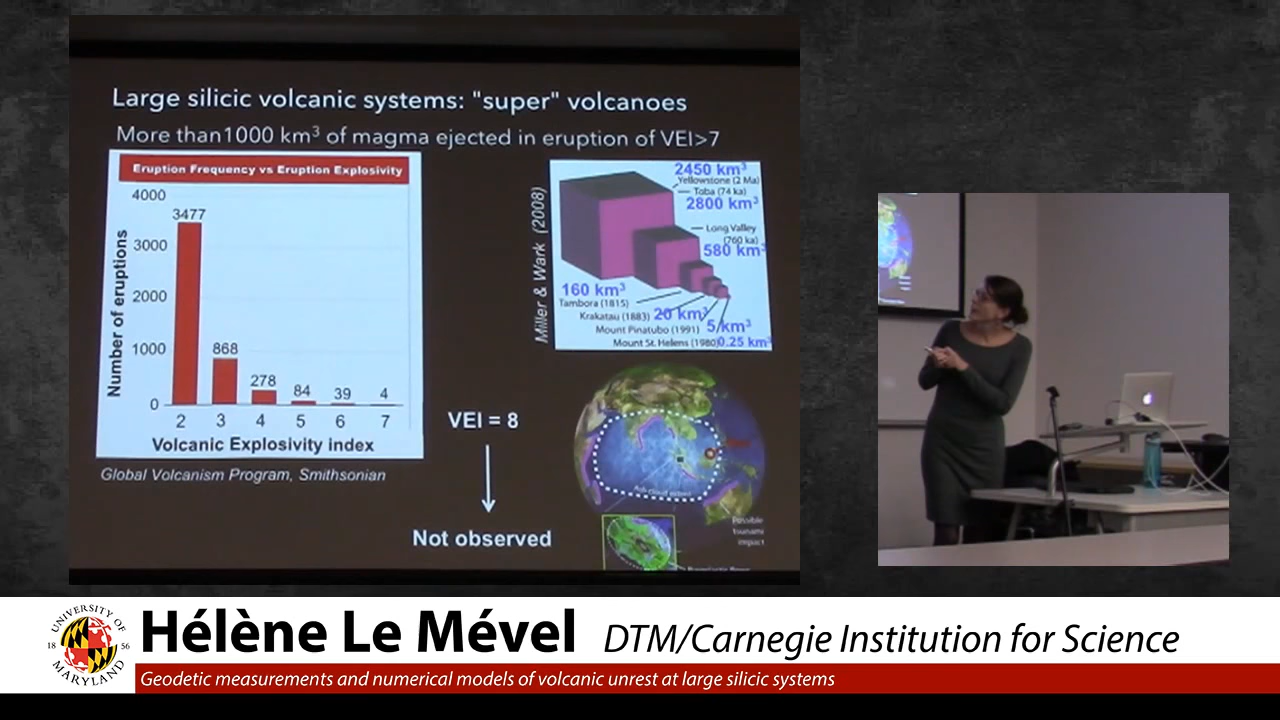 Large silicic volcanic systems: "super" volcanoes
More than1000 km³ of magma ejected in eruption of VEI>7
Eruption Frequency vs Eruption Explosivity
Number of eruptions
4000
3000
2000
1000
0
3477
868
278
84
39
4
2 3 4 5 6 7
Volcanic Explosivity index
Global Volcanism Program, Smithsonian
Miller & Wark (2008)
2450 km³
Yellowstone (2 Ma)
Toba (74 ka)
2800 km³
Long Valley
(760 ka)
580 km³
160 km³
Tambora (1815)
Krakatau (1883) 20 km³
Mount Pinatubo (1991) 5 km³
Mount St. Helens (1980) 0.25 km³
VEI = 8
Not observed
Ash cloud extent
Possible
tsunami
impact
UNIVERSITY OF
18 56
MARYLAND
Hélène Le Mével DTM/Carnegie Institution for Science
Geodetic measurements and numerical models of volcanic unrest at large silicic systems